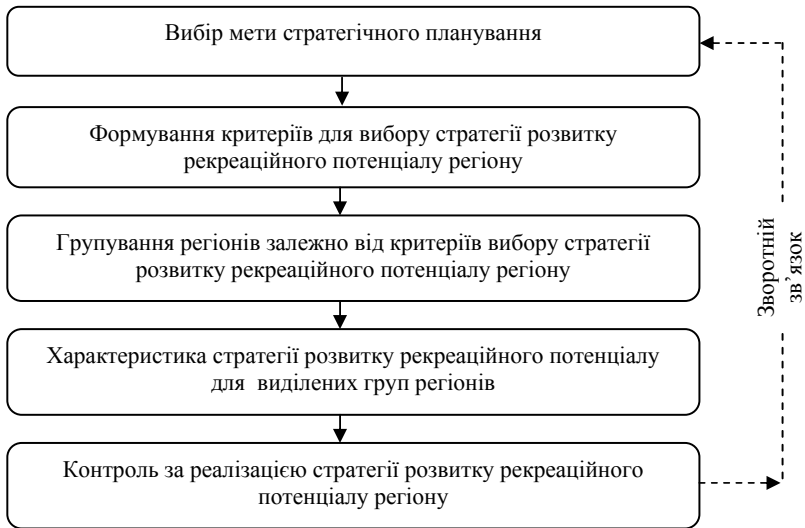 Вибір мети стратегічного планування
Формування критеріїв для вибору стратегії розвитку
рекреаційного потенціалу регіону
Групування регіонів залежно від критеріїв вибору стратегії
розвитку рекреаційного потенціалу регіону
Характеристика стратегії розвитку рекреаційного потенціалу
для виділених груп регіонів
Контроль за реалізацією стратегії розвитку рекреаційного
потенціалу регіону
Зворотній
зв’язок